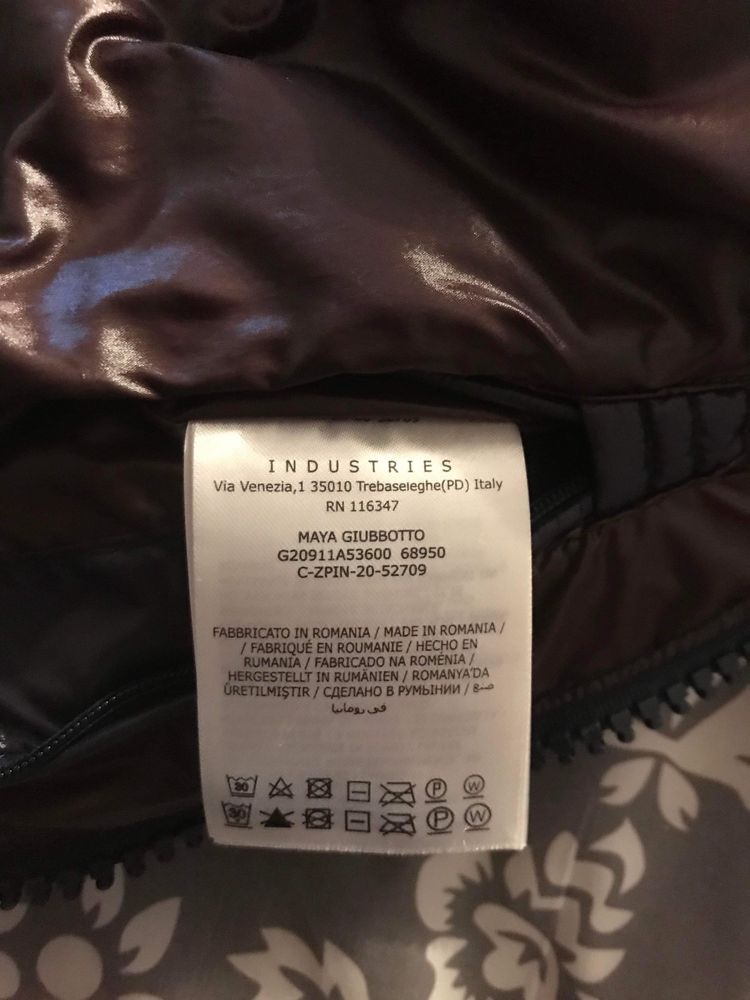 INDUSTRIES
Via Venezia,1 35010 Trebaseleghe(PD) Italy
RN 116347
MAYA GIUBBOTTO
G20911A53600 68950
C-ZPIN-20-52709
FABBRICATO IN ROMANIA / MADE IN ROMANIA /
/ FABRIQUÉ EN ROUMANIE / HECHO EN
RUMANIA / FABRICADO NA ROMÉNIA /
HERGESTELLT IN RUMÄNIEN / ROMANYA'DA
ÜRETILMIŞTIR / СДЕЛАНО В РУМЫНИИ / صنع
في رومانيا
30 P W
30 P W